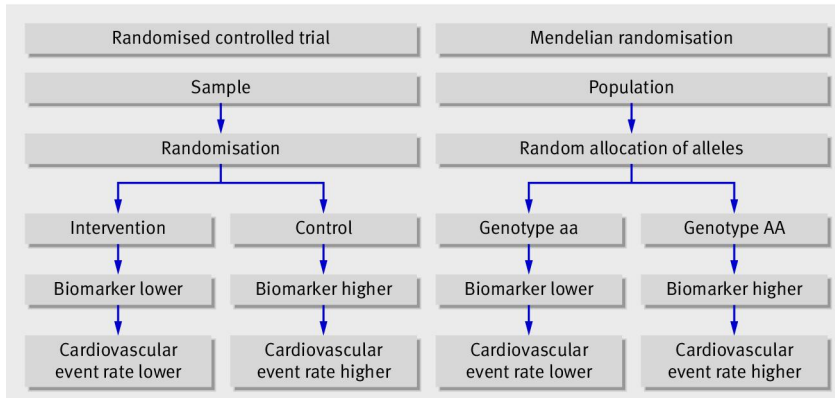 Randomised controlled trial
Mendelian randomisation
Sample
Population
Randomisation
Random allocation of alleles
Intervention
Control
Genotype aa
Genotype AA
Biomarker lower
Biomarker higher
Biomarker lower
Biomarker higher
Cardiovascular
event rate lower
Cardiovascular
event rate higher
Cardiovascular
event rate lower
Cardiovascular
event rate higher